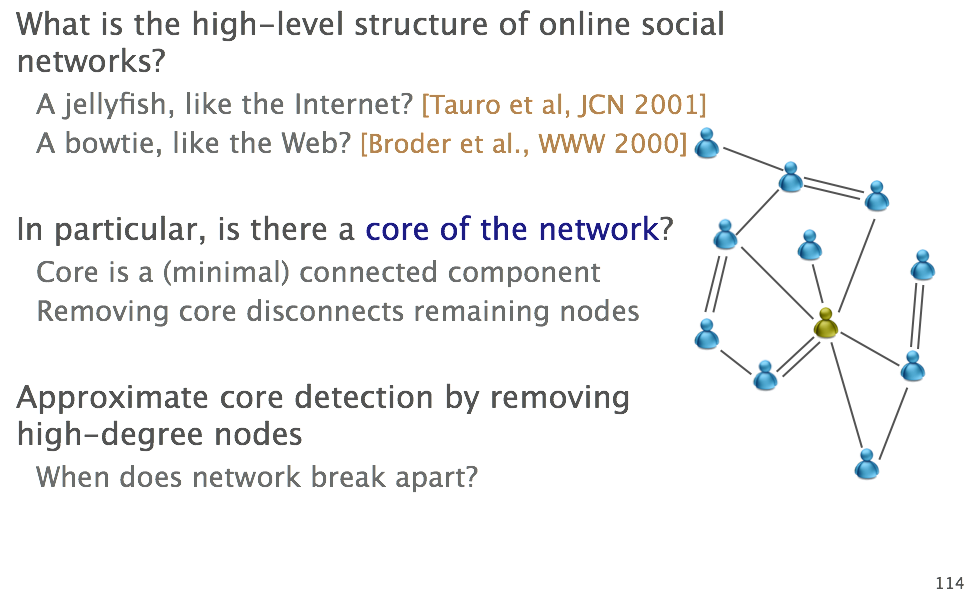 What is the high-level structure of online social
networks?
A jellyfish, like the Internet? [Tauro et al, JCN 2001]
A bowtie, like the Web? [Broder et al., WWW 2000]
In particular, is there a core of the network?
Core is a (minimal) connected component
Removing core disconnects remaining nodes
Approximate core detection by removing
high-degree nodes
When does network break apart?
114